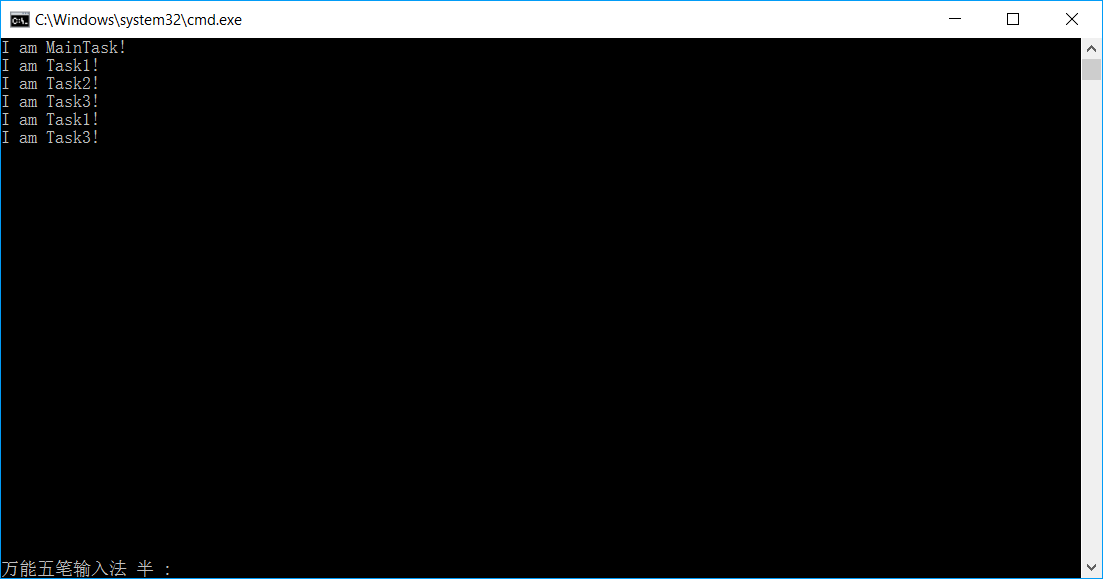 C:\Windows\system32\cmd.exe
I am MainTask!
I am Task1!
I am Task2!
I am Task3!
I am Task1!
I am Task3!
万能五笔输入法 半 :